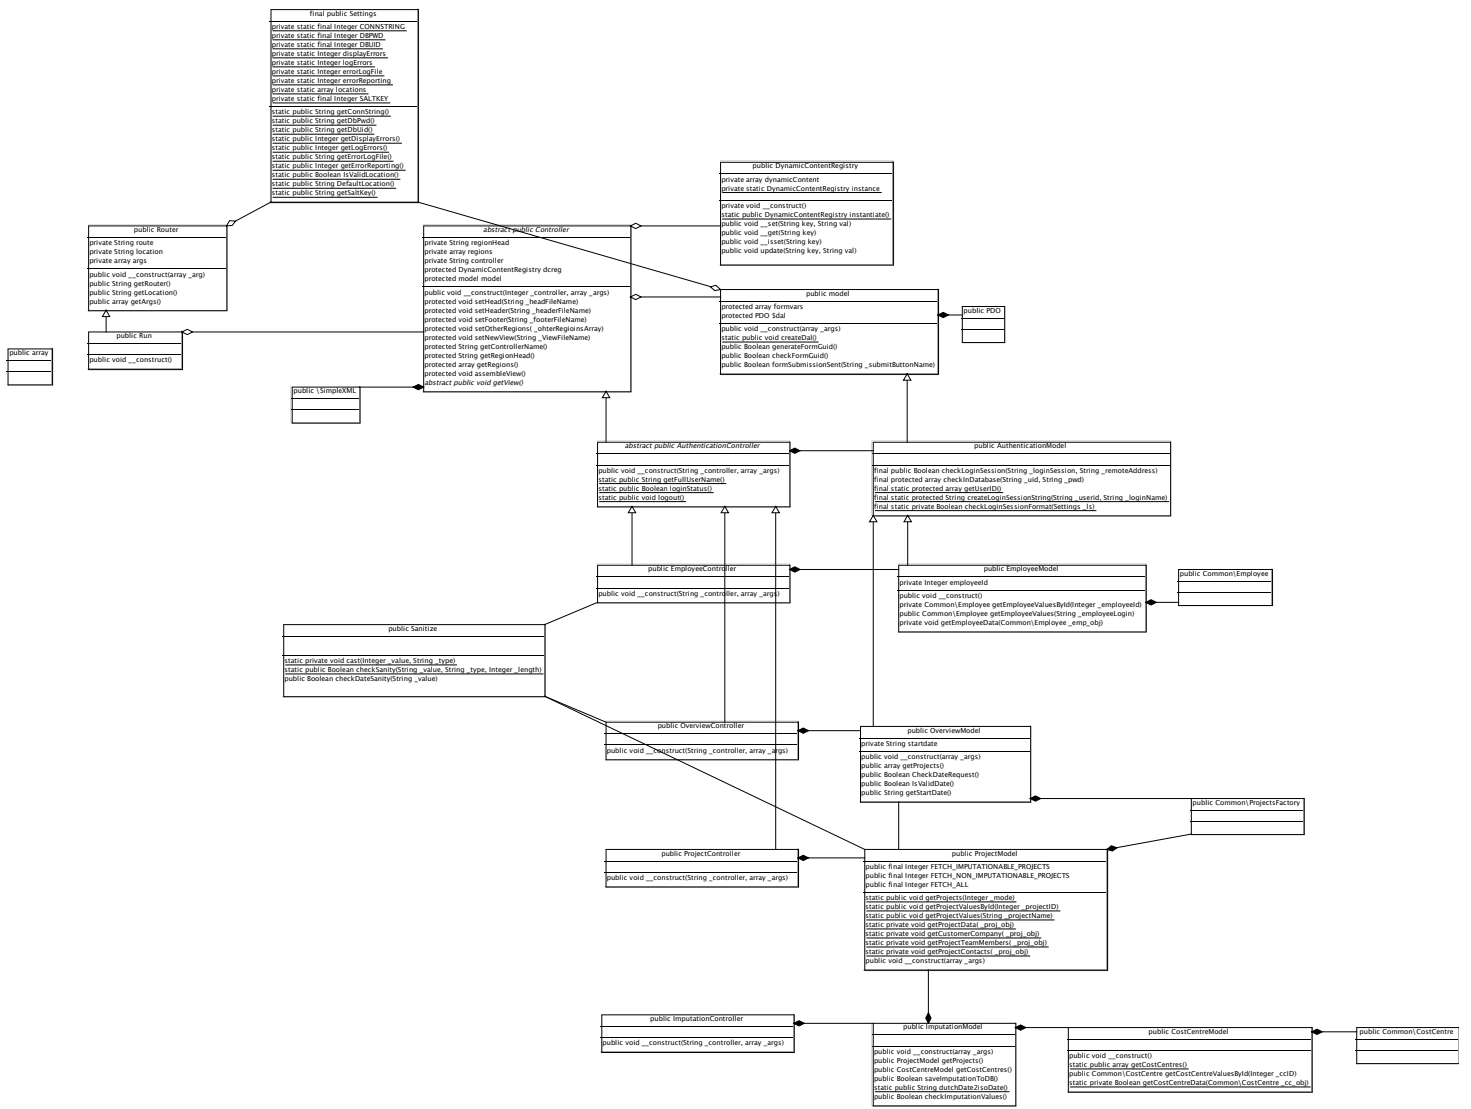 final public Settings
private static final Integer CONNSTRING
private static final Integer DBPWD
private static final Integer DBUID
private static Integer displayErrors
private static Integer logErrors
private static Integer errorLogFile
private static Integer errorReporting
private static array locations
private static final Integer SALTKEY
static public String getConnString()
static public String getDbPwd()
static public String getDbUid()
static public Integer getDisplayErrors()
static public Integer getLogErrors()
static public String getErrorLogFile()
static public Integer getErrorReporting()
static public Boolean IsValidLocation()
static public String DefaultLocation()
static public String getSaltKey()
public DynamicContentRegistry
private array dynamicContent
private static DynamicContentRegistry instance
private void __construct()
static public DynamicContentRegistry instantiate()
public void __set(String key, String val)
public void __get(String key)
public void __isset(String key)
public void update(String key, String val)
public Router
private String route
private String location
private array args
public void __construct(array _arg)
public String getRouter()
public String getLocation()
public array getArgs()
abstract public Controller
private String regionHead
private array regions
private String controller
protected DynamicContentRegistry dcreg
protected model model
public void __construct(Integer _controller, array _args)
protected void setHead(String _headFileName)
protected void setHeader(String _headerFileName)
protected void setFooter(String _footerFileName)
protected void setOtherRegions( _ohterRegioinsArray)
protected void setNewView(String _ViewFileName)
protected String getControllerName()
protected String getRegionHead()
protected array getRegions()
protected void assembleView()
abstract public void getView()
public model
protected array formvars
protected PDO $dal
public void __construct(array _args)
static public void createDal()
public Boolean generateFormGuid()
public Boolean checkFormGuid()
public Boolean formSubmissionSent(String _submitButtonName)
public PDO
public Run
public void __construct()
public array
public \SimpleXML
abstract public AuthenticationController
public void __construct(String _controller, array _args)
static public String getFullUserName()
static public Boolean loginStatus()
static public void logout()
public AuthenticationModel
final public Boolean checkLoginSession(String _loginSession, String _remoteAddress)
final protected array checkInDatabase(String _uid, String _pwd)
final static protected array getUserID()
final static protected String createLoginSessionString(String _userid, String _loginName)
final static private Boolean checkLoginSessionFormat(Settings _ls)
public EmployeeController
public void __construct(String _controller, array _args)
public EmployeeModel
private Integer employeeId
public void __construct()
private Common\Employee getEmployeeValuesById(Integer _employeeId)
public Common\Employee getEmployeeValues(String _employeeLogin)
private void getEmployeeData(Common\Employee _emp_obj)
public Common\Employee
public Sanitize
static private void cast(Integer _value, String _type)
static public Boolean checkSanity(String _value, String _type, Integer _length)
public Boolean checkDateSanity(String _value)
public OverviewController
public void __construct(String _controller, array _args)
public OverviewModel
private String startdate
public void __construct(array _args)
public array getProjects()
public Boolean CheckDateRequest()
public Boolean IsValidDate()
public String getStartDate()
public Common\ProjectsFactory
public ProjectController
public void __construct(String _controller, array _args)
public ProjectModel
public final Integer FETCH_IMPUTATIONABLE_PROJECTS
public final Integer FETCH_NON_IMPUTATIONABLE_PROJECTS
public final Integer FETCH_ALL
static public void getProjects(Integer _mode)
static public void getProjectValuesById(Integer _projectID)
static public void getProjectValues(String _projectName)
static private void getProjectData( _proj_obj)
static private void getCustomerCompany( _proj_obj)
static private void getProjectTeamMembers( _proj_obj)
static private void getProjectContacts( _proj_obj)
public void __construct(array _args)
public ImputationController
public void __construct(String _controller, array _args)
public ImputationModel
public void __construct(array _args)
public ProjectModel getProjects()
public CostCentreModel getCostCentres()
public Boolean saveImputationToDB()
static public String dutchDate2isoDate()
public Boolean checkImputationValues()
public CostCentreModel
public void __construct()
static public array getCostCentres()
public Common\CostCentre getCostCentreValuesById(Integer _ccID)
static private Boolean getCostCentreData(Common\CostCentre _cc_obj)
public Common\CostCentre